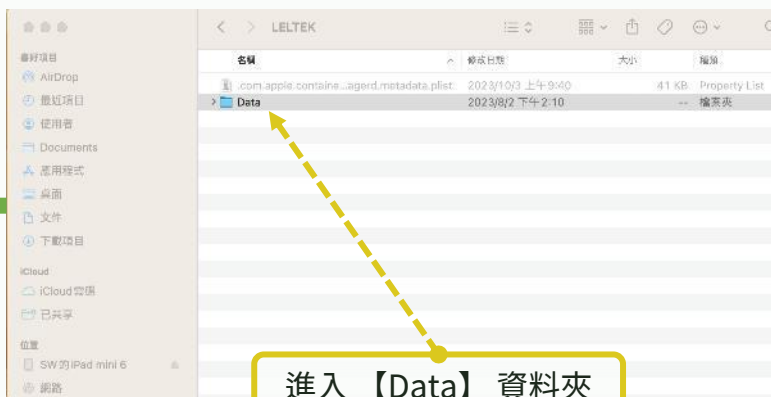 LELTEK
喜好項目
AirDrop
最近項目
使用者
Documents
應用程式
桌面
文件
下載項目
iCloud
iCloud雲碟
已共享
位置
SW的iPad mini 6
網路
名稱 修改日期 大小 種類
.com.apple.containe...agerd.metadata.plist 2023/10/3 上午9:40 41 KB Property List
Data 2023/8/2 下午2:10 -- 檔案夾
進入 【Data】 資料夾